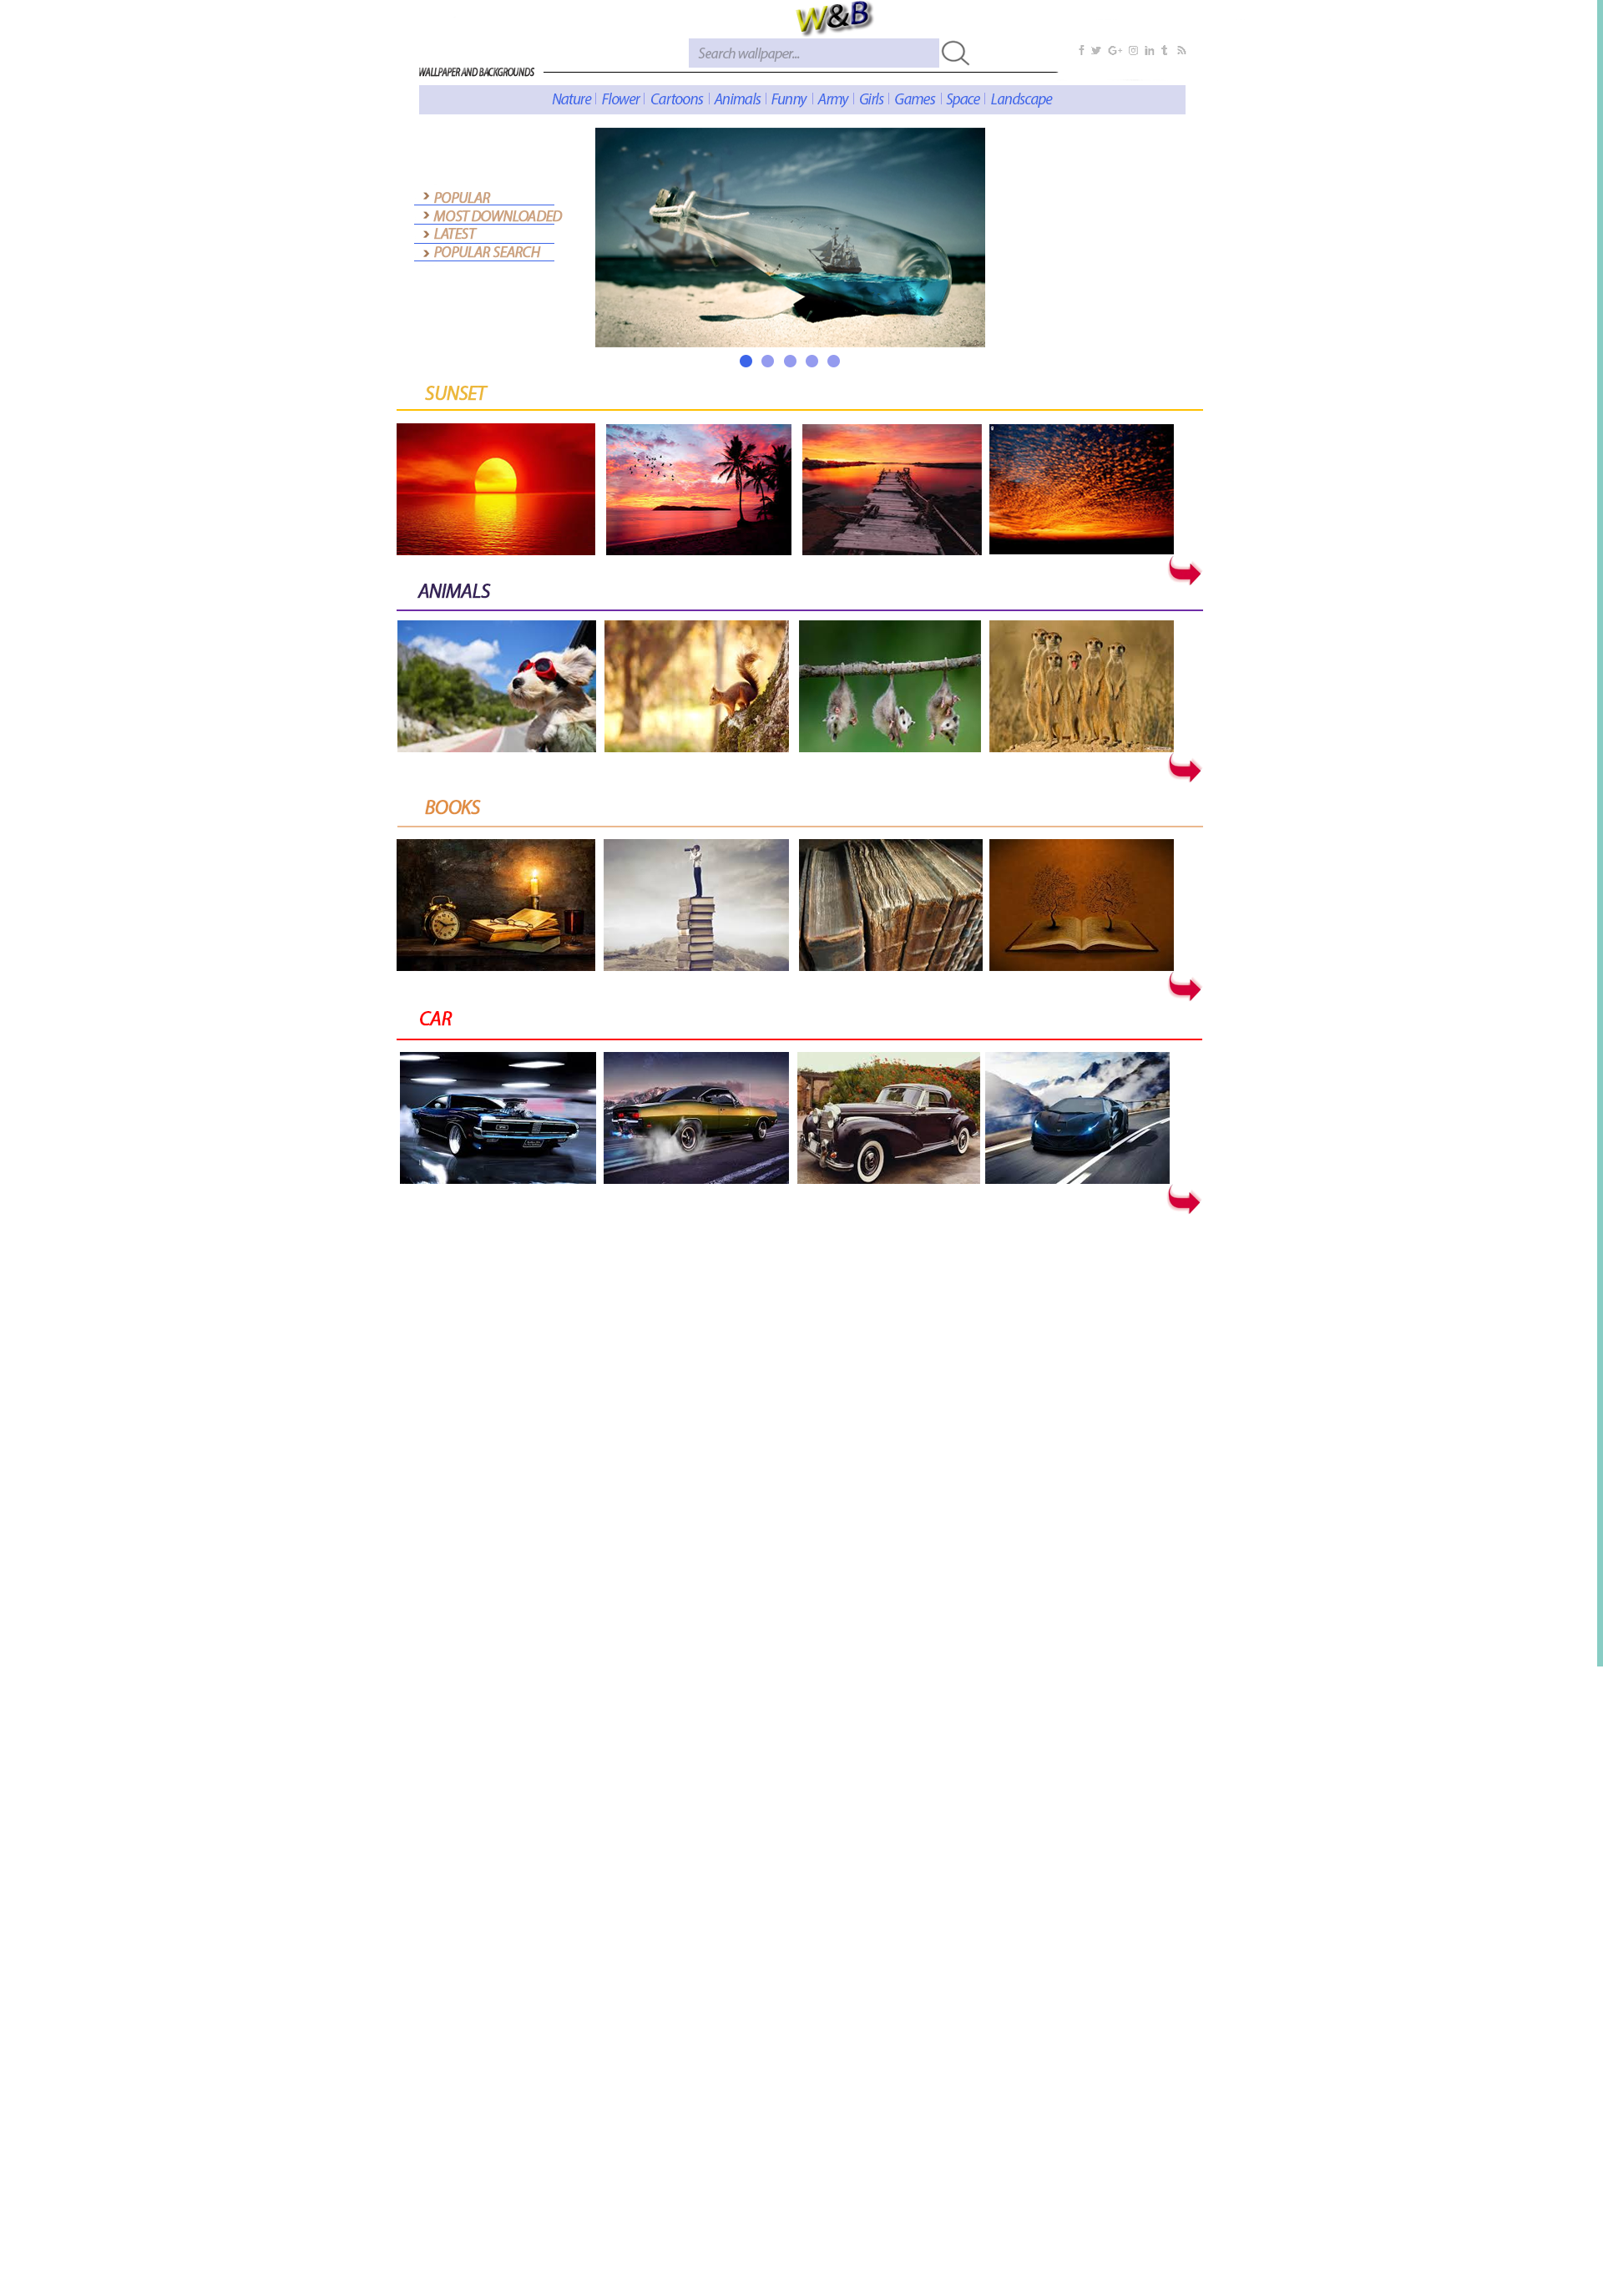 W&B
Search wallpaper...
WALLPAPER AND BACKGROUNDS
Nature | Flower | Cartoons | Animals | Funny | Army | Girls | Games | Space | Landscape
POPULAR
MOST DOWNLOADED
LATEST
POPULAR SEARCH
SUNSET
ANIMALS
BOOKS
CAR